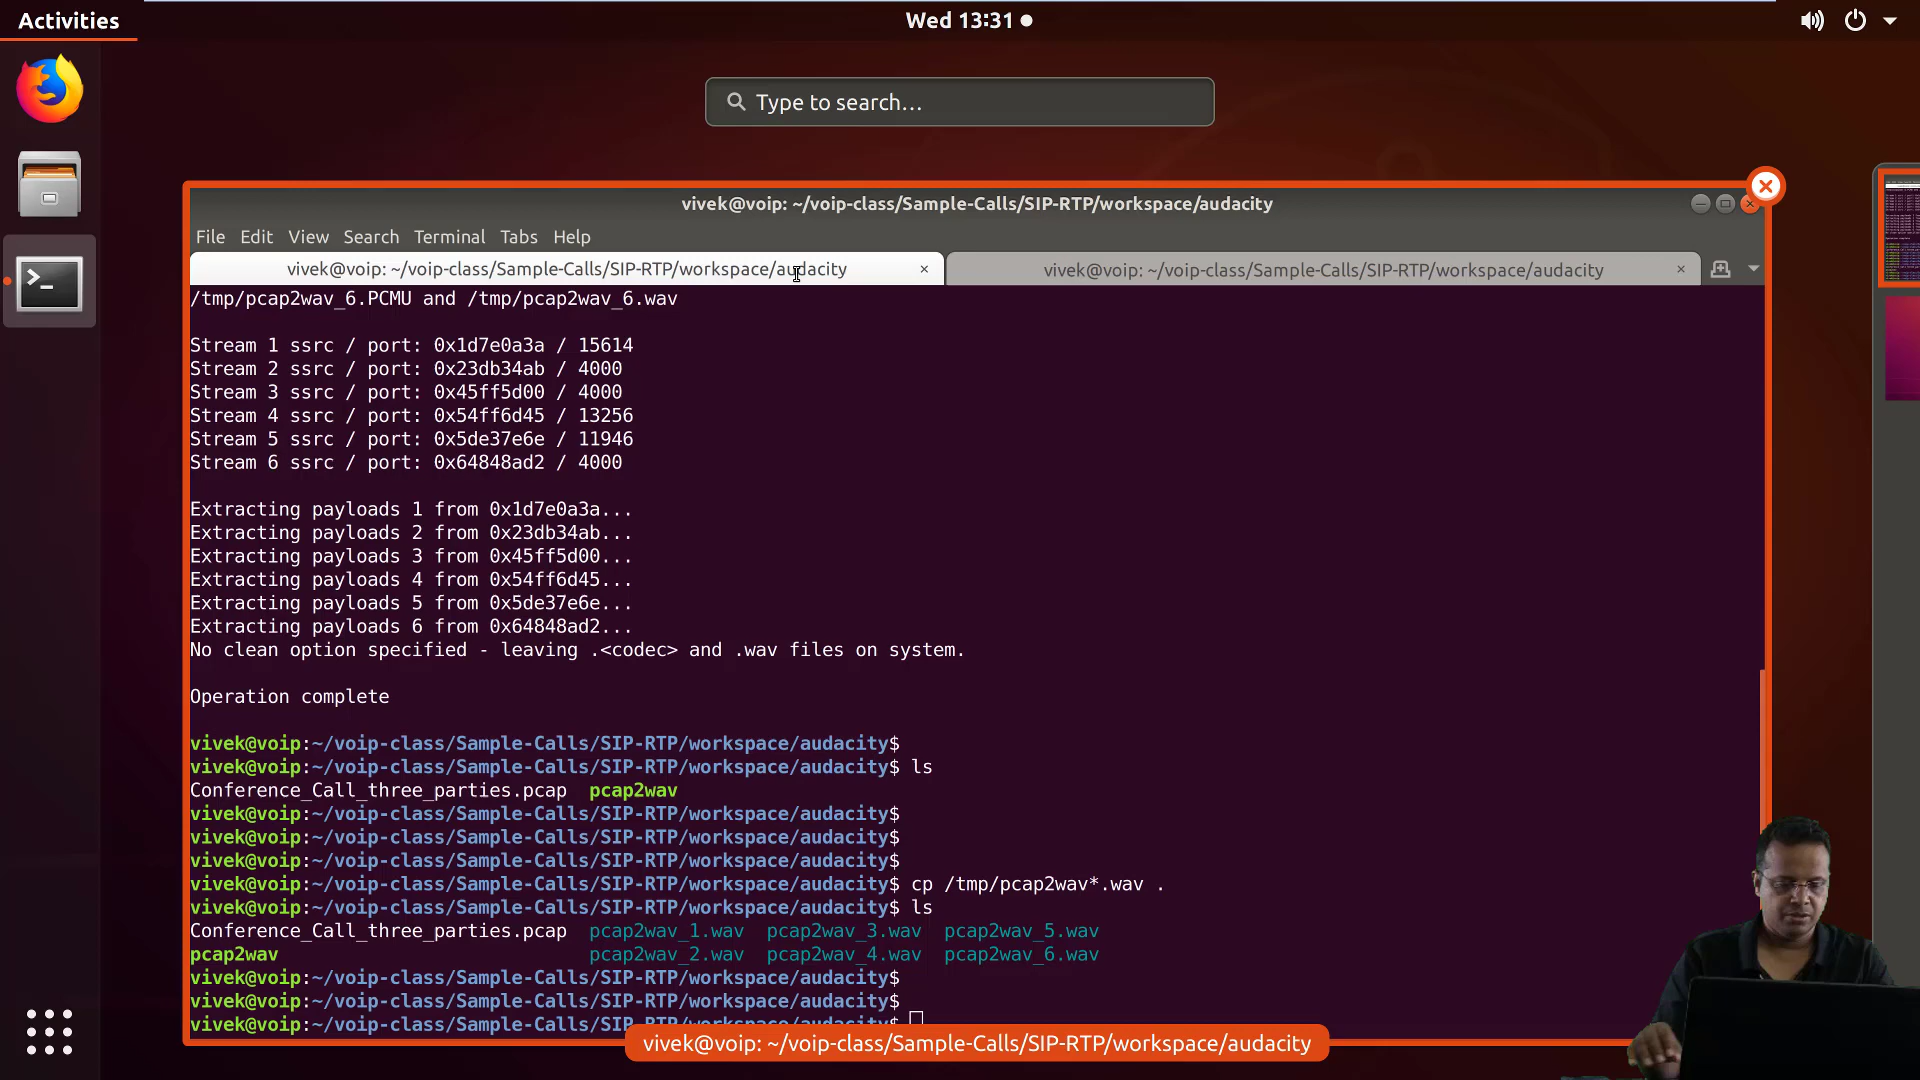 Activities
Wed 13:31
Type to search...
vivek@voip: ~/voip-class/Sample-Calls/SIP-RTP/workspace/audacity
File Edit View Search Terminal Tabs Help
vivek@voip: ~/voip-class/Sample-Calls/SIP-RTP/workspace/audacity × vivek@voip: ~/voip-class/Sample-Calls/SIP-RTP/workspace/audacity ×
/tmp/pcap2wav_6.PCMU and /tmp/pcap2wav_6.wav
Stream 1 ssrc / port: 0x1d7e0a3a / 15614
Stream 2 ssrc / port: 0x23db34ab / 4000
Stream 3 ssrc / port: 0x45ff5d00 / 4000
Stream 4 ssrc / port: 0x54ff6d45 / 13256
Stream 5 ssrc / port: 0x5de37e6e / 11946
Stream 6 ssrc / port: 0x64848ad2 / 4000
Extracting payloads 1 from 0x1d7e0a3a...
Extracting payloads 2 from 0x23db34ab...
Extracting payloads 3 from 0x45ff5d00...
Extracting payloads 4 from 0x54ff6d45...
Extracting payloads 5 from 0x5de37e6e...
Extracting payloads 6 from 0x64848ad2...
No clean option specified - leaving .<codec> and .wav files on system.
Operation complete
vivek@voip:~/voip-class/Sample-Calls/SIP-RTP/workspace/audacity$
vivek@voip:~/voip-class/Sample-Calls/SIP-RTP/workspace/audacity$ ls
Conference_Call_three_parties.pcap pcap2wav
vivek@voip:~/voip-class/Sample-Calls/SIP-RTP/workspace/audacity$
vivek@voip:~/voip-class/Sample-Calls/SIP-RTP/workspace/audacity$
vivek@voip:~/voip-class/Sample-Calls/SIP-RTP/workspace/audacity$
vivek@voip:~/voip-class/Sample-Calls/SIP-RTP/workspace/audacity$ cp /tmp/pcap2wav*.wav .
vivek@voip:~/voip-class/Sample-Calls/SIP-RTP/workspace/audacity$ ls
Conference_Call_three_parties.pcap pcap2wav_1.wav pcap2wav_3.wav pcap2wav_5.wav
pcap2wav pcap2wav_2.wav pcap2wav_4.wav pcap2wav_6.wav
vivek@voip:~/voip-class/Sample-Calls/SIP-RTP/workspace/audacity$
vivek@voip:~/voip-class/Sample-Calls/SIP-RTP/workspace/audacity$
vivek@voip:~/voip-class/Sample-Calls/SIP-RTP/workspace/audacity$
vivek@voip: ~/voip-class/Sample-Calls/SIP-RTP/workspace/audacity